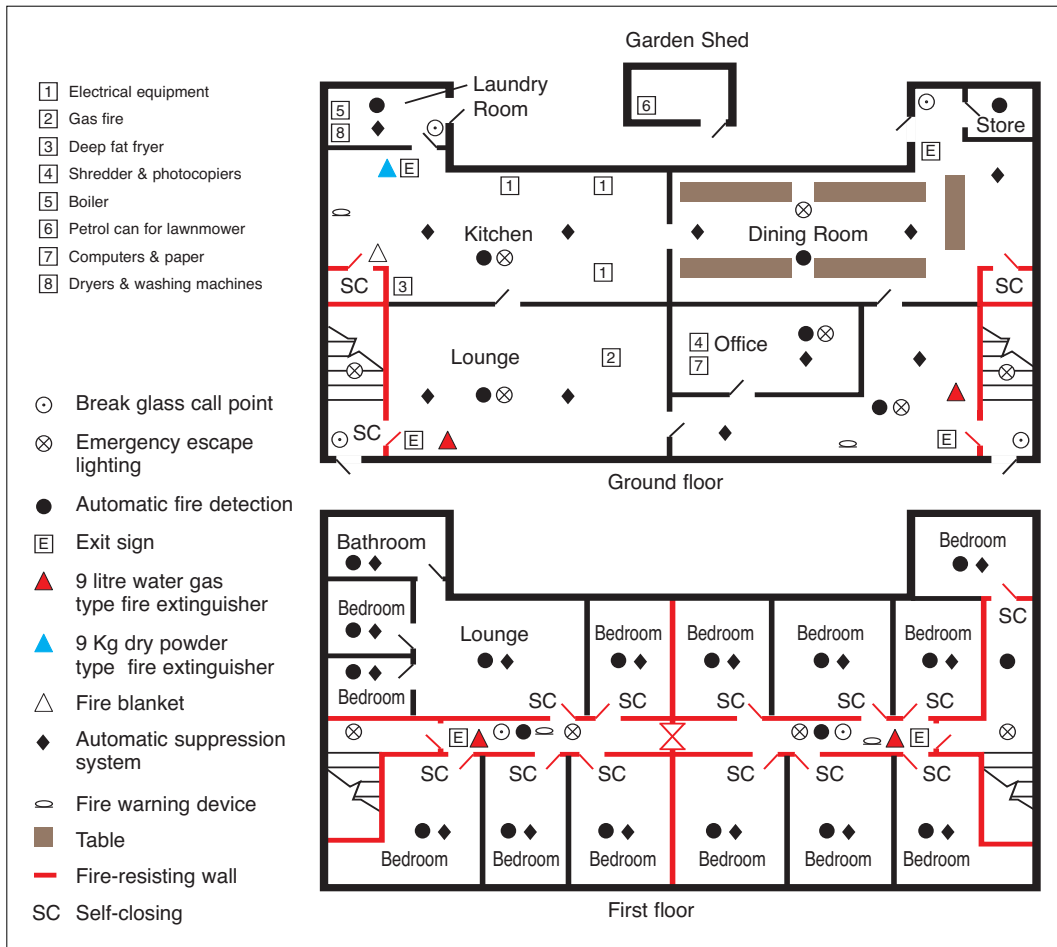 1 Electrical equipment
2 Gas fire
3 Deep fat fryer
4 Shredder & photocopiers
5 Boiler
6 Petrol can for lawnmower
7 Computers & paper
8 Dryers & washing machines
Break glass call point
Emergency escape
lighting
Automatic fire detection
E Exit sign
9 litre water gas
type fire extinguisher
9 Kg dry powder
type fire extinguisher
Fire blanket
Automatic suppression
system
Fire warning device
Table
Fire-resisting wall
SC Self-closing
Garden Shed
6
Laundry
Room
5
8
Store
E
E
1
1
Kitchen
Dining Room
1
SC
3
SC
Lounge
2
4
7
Office
SC
E
E
Ground floor
Bathroom
Bedroom
Bedroom
Bedroom
Lounge
Bedroom
Bedroom
Bedroom
Bedroom
SC
SC
SC
SC
SC
SC
E
E
SC
SC
SC
SC
SC
SC
Bedroom
Bedroom
Bedroom
Bedroom
Bedroom
Bedroom
First floor